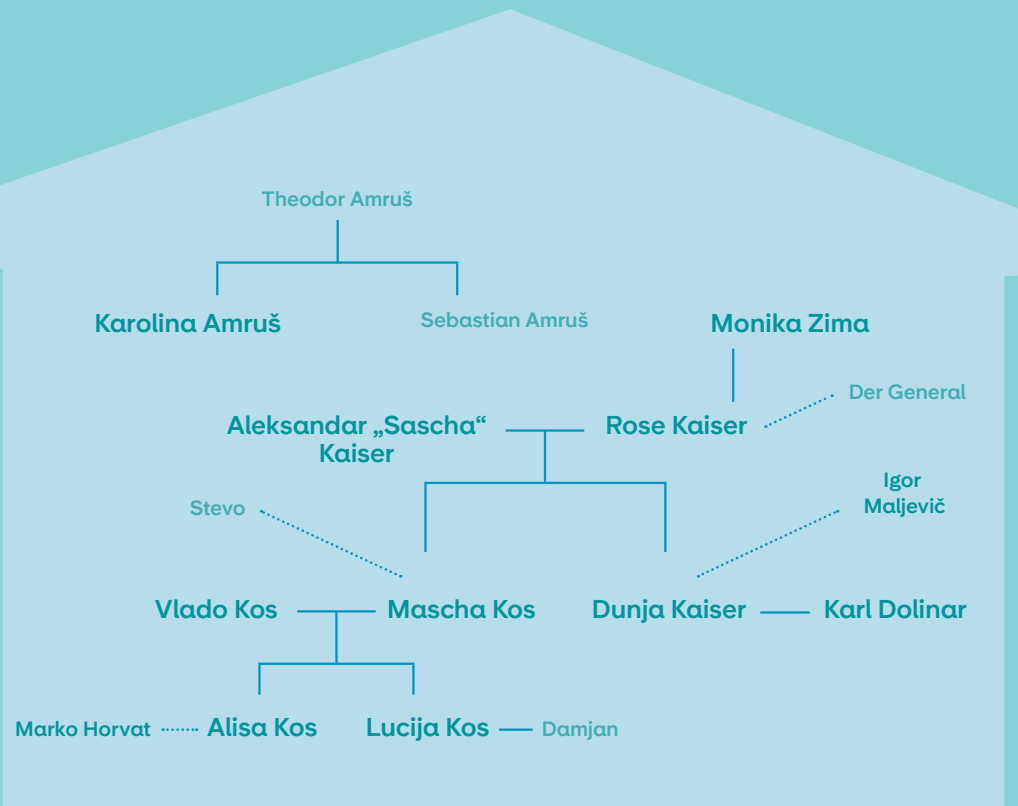 Theodor Amruš
Karolina Amruš
Sebastian Amruš
Monika Zima
Der General
Aleksandar „Sascha“
Kaiser
Rose Kaiser
Igor
Maljevič
Stevo
Vlado Kos
Mascha Kos
Dunja Kaiser
Karl Dolinar
Marko Horvat
Alisa Kos
Lucija Kos
Damjan